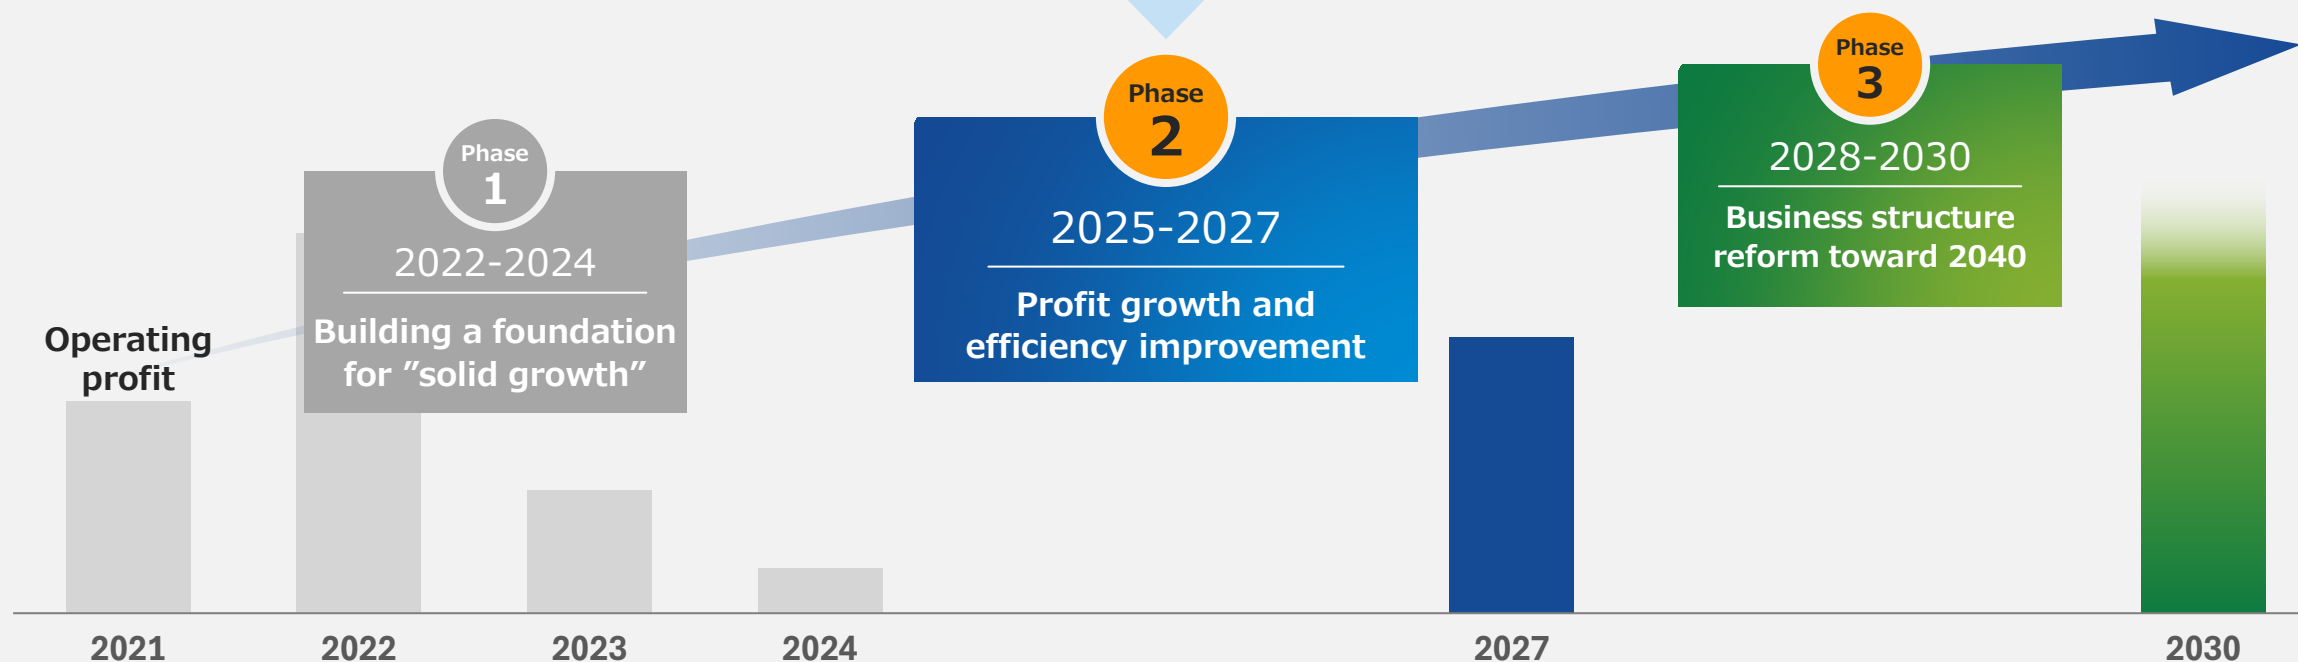 Operating
profit
Phase
1
2022-2024
Building a foundation
for ”solid growth”
Phase
2
2025-2027
Profit growth and
efficiency improvement
Phase
3
2028-2030
Business structure
reform toward 2040
2021
2022
2023
2024
2027
2030